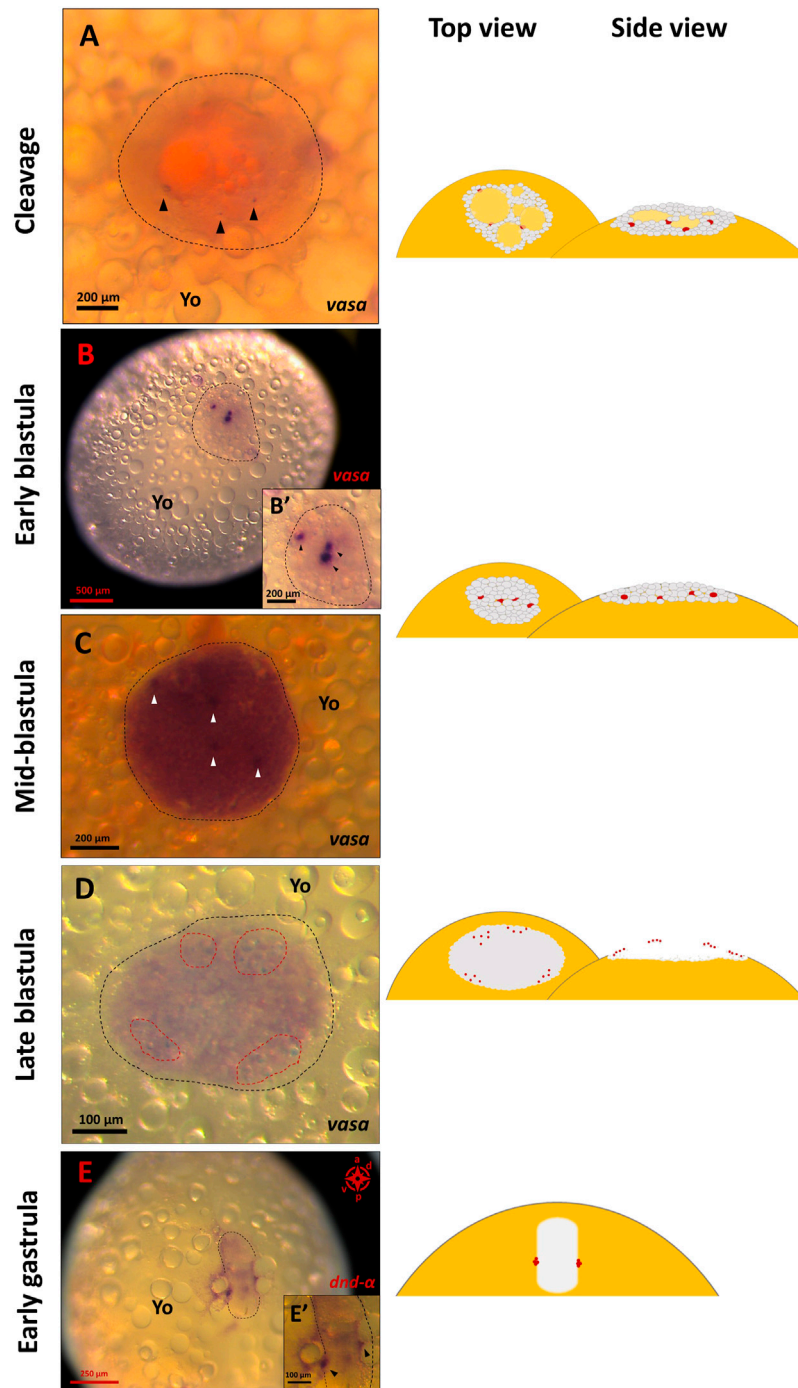 Top view Side view
Cleavage
A
200 µm
Yo
vasa
Early blastula
B
vasa
Yo
500 µm
B'
200 µm
Mid-blastula
C
Yo
200 µm
vasa
Late blastula
D
Yo
100 µm
vasa
Early gastrula
E
a
d
v
p
dnd-α
Yo
250 µm
E'
100 µm